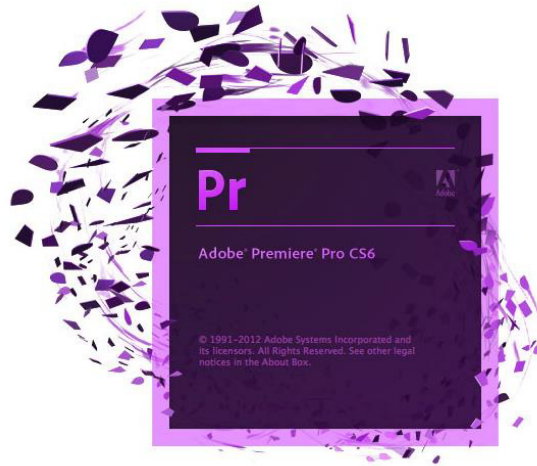 Pr
Adobe
Adobe® Premiere® Pro CS6
© 1991-2012 Adobe Systems Incorporated and
its licensors. All Rights Reserved. See other legal
notices in the About Box.